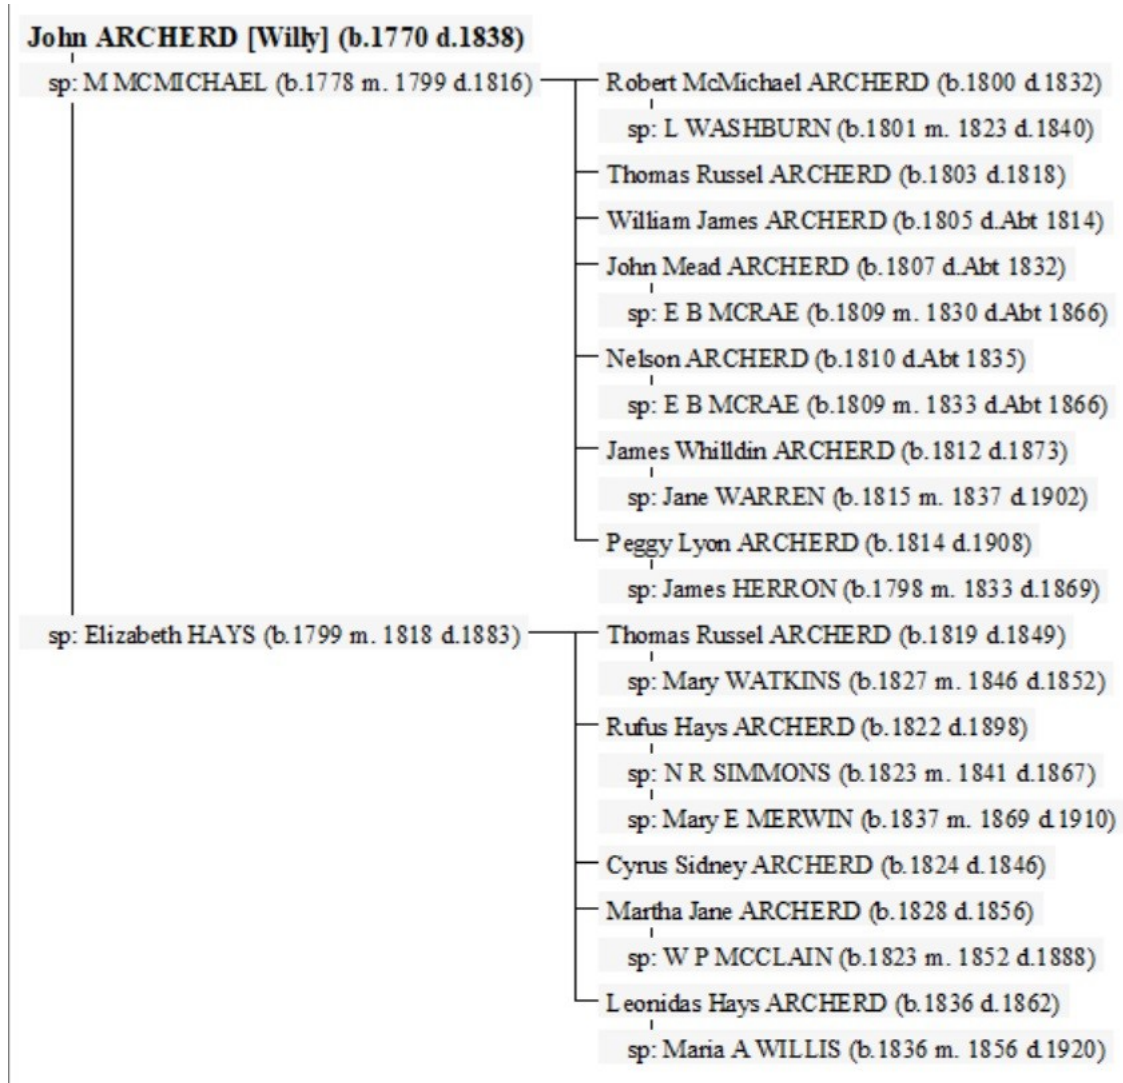 John ARCHERD [Willy] (b.1770 d.1838)
sp: M MCMICHAEL (b.1778 m. 1799 d.1816)
Robert McMichael ARCHERD (b.1800 d.1832)
sp: L WASHBURN (b.1801 m. 1823 d.1840)
Thomas Russel ARCHERD (b.1803 d.1818)
William James ARCHERD (b.1805 d.Abt 1814)
John Mead ARCHERD (b.1807 d.Abt 1832)
sp: E B MCRAE (b.1809 m. 1830 d.Abt 1866)
Nelson ARCHERD (b.1810 d.Abt 1835)
sp: E B MCRAE (b.1809 m. 1833 d.Abt 1866)
James Whilldin ARCHERD (b.1812 d.1873)
sp: Jane WARREN (b.1815 m. 1837 d.1902)
Peggy Lyon ARCHERD (b.1814 d.1908)
sp: James HERRON (b.1798 m. 1833 d.1869)
sp: Elizabeth HAYS (b.1799 m. 1818 d.1883)
Thomas Russel ARCHERD (b.1819 d.1849)
sp: Mary WATKINS (b.1827 m. 1846 d.1852)
Rufus Hays ARCHERD (b.1822 d.1898)
sp: N R SIMMONS (b.1823 m. 1841 d.1867)
sp: Mary E MERWIN (b.1837 m. 1869 d.1910)
Cyrus Sidney ARCHERD (b.1824 d.1846)
Martha Jane ARCHERD (b.1828 d.1856)
sp: W P MCCLAIN (b.1823 m. 1852 d.1888)
Leonidas Hays ARCHERD (b.1836 d.1862)
sp: Maria A WILLIS (b.1836 m. 1856 d.1920)